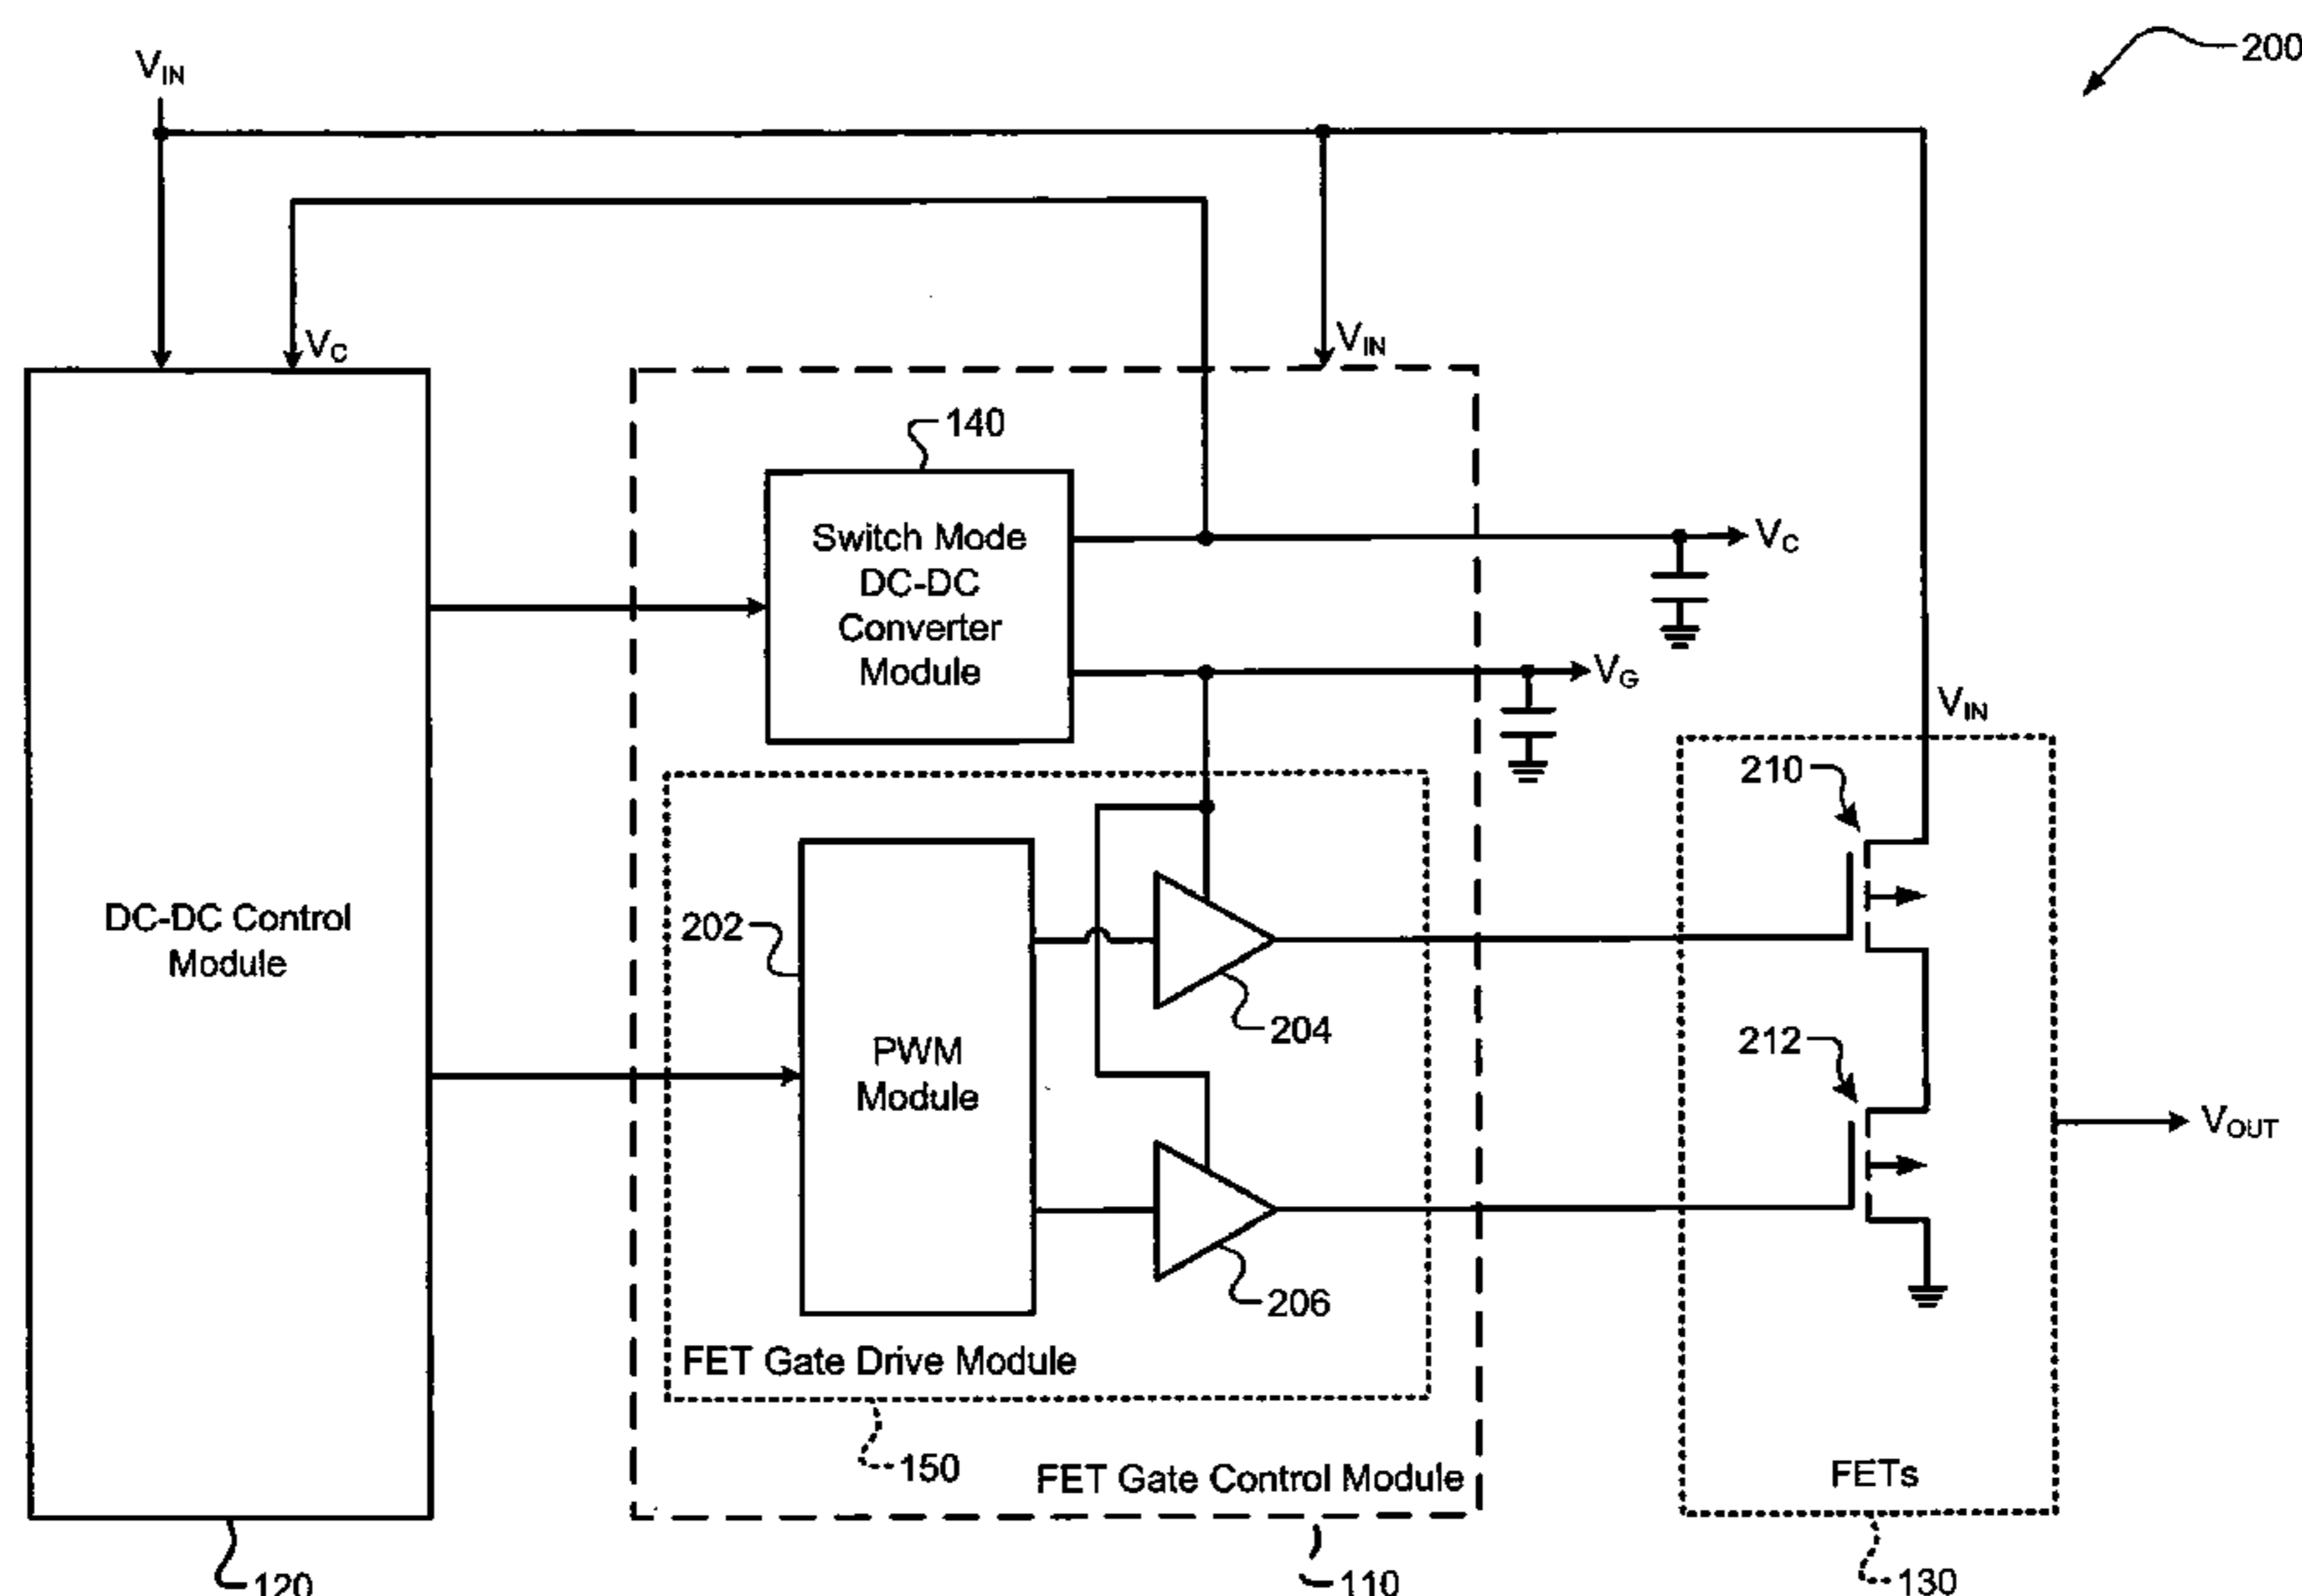 200
VIN
VC
VIN
140
Switch Mode
DC-DC
Converter
Module
VC
VG
VIN
210
DC-DC Control
Module
202
PWM
Module
204
212
VOUT
206
FET Gate Drive Module
150
FET Gate Control Module
FETs
120
110
130